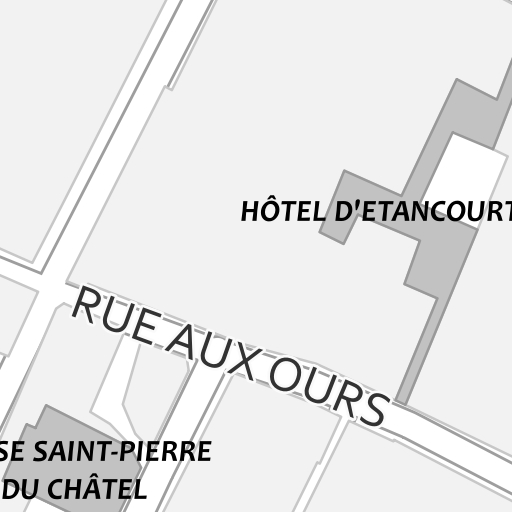 HÔTEL D'ETANCOURT
RUE AUX OURS
SE SAINT-PIERRE
DU CHÂTEL